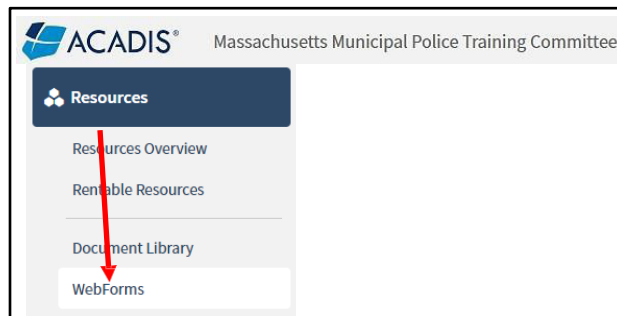 ACADIS® Massachusetts Municipal Police Training Committee
Resources
Resources Overview
Rentable Resources
Document Library
WebForms